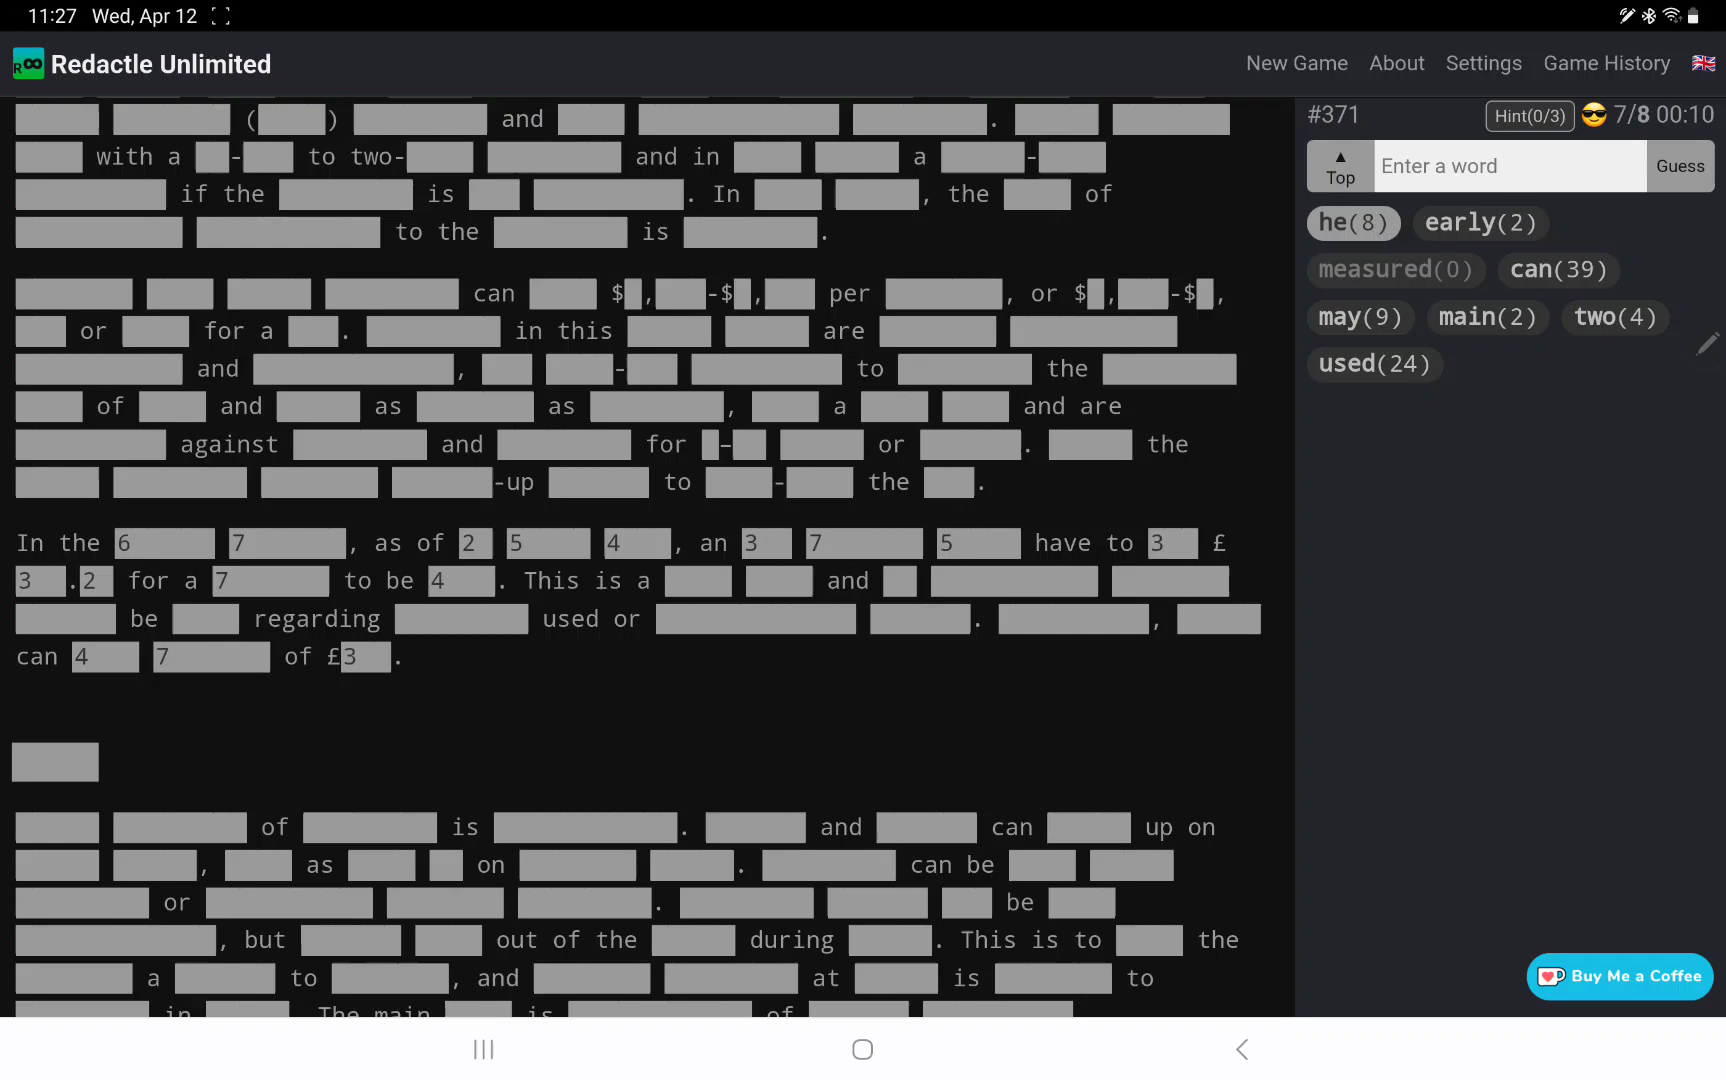 11:27 Wed, Apr 12
R∞ Redactle Unlimited
New Game About Settings Game History
( ) and .
with a - to two- and in a -
if the is . In , the of
to the is .
can $ , -$ , per , or $ , -$ ,
or for a . in this are
and , - to the
of and as as , a and are
against and for - or .  the
-up to - the .
In the 6 7 , as of 2 5 4 , an 3 7 5 have to 3 £
3 .2 for a 7 to be 4 . This is a and
be regarding used or . ,
can 4 7 of £3 .
of is . and can up on
, as on . can be
or . be
, but out of the during . This is to the
a to , and at is to
in . The main is of
#371 Hint(0/3) 7/8 00:10
▲ Top Enter a word Guess
he(8) early(2)
measured(0) can(39)
may(9) main(2) two(4)
used(24)
Buy Me a Coffee